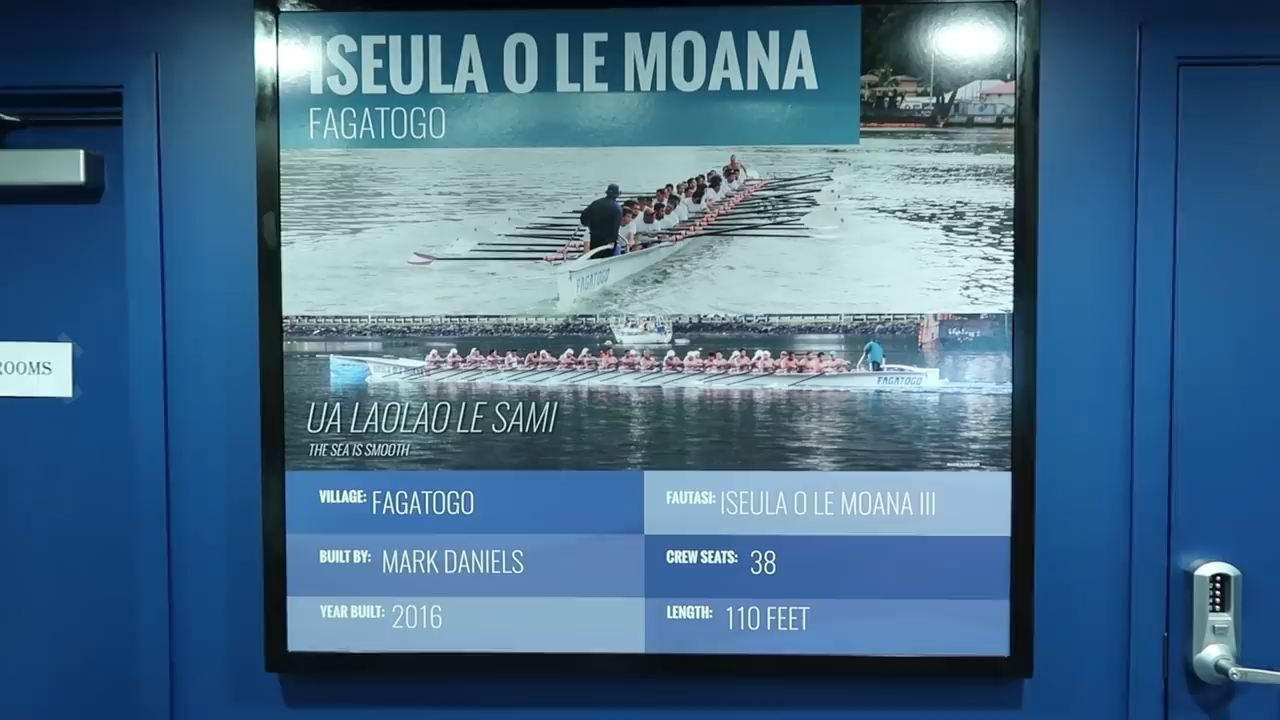 ISEULA O LE MOANA
FAGATOGO
FAGATOGO
FAGATOGO
UA LAOLAO LE SAMI
THE SEA IS SMOOTH
ROOMS
VILLAGE: FAGATOGO
FAUTASI: ISEULA O LE MOANA III
BUILT BY: MARK DANIELS
CREW SEATS: 38
YEAR BUILT: 2016
LENGTH: 110 FEET